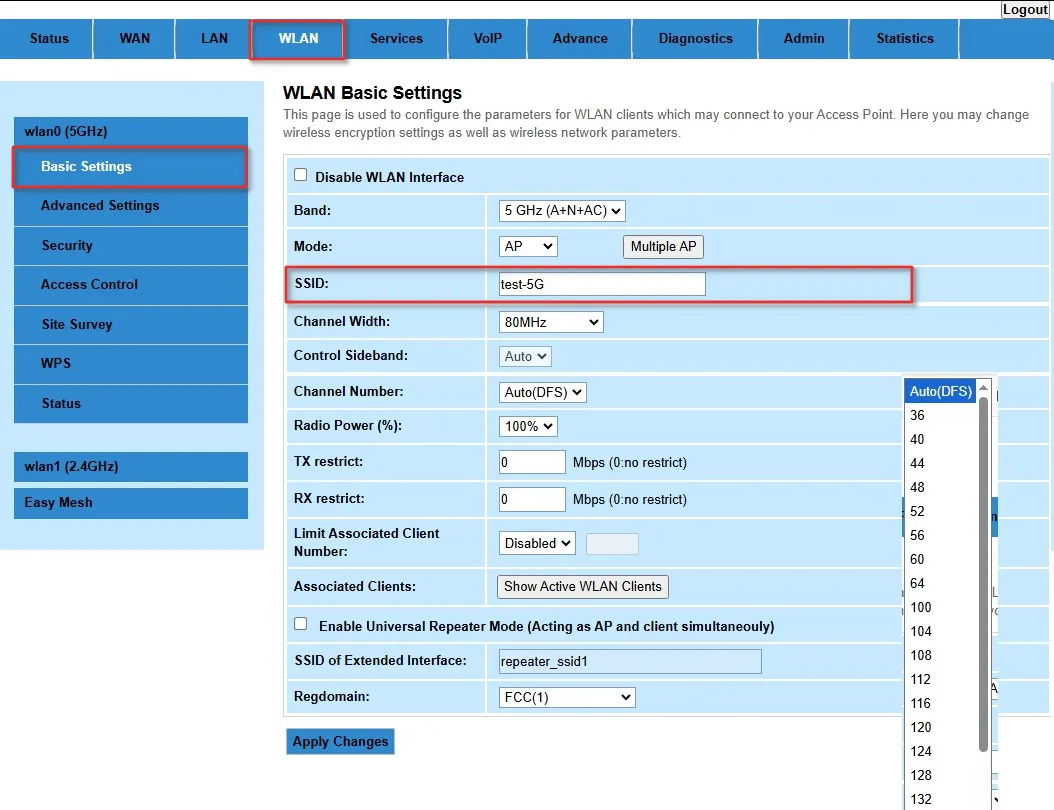 Logout
Status WAN LAN WLAN Services VoIP Advance Diagnostics Admin Statistics
wlan0 (5GHz)
Basic Settings
Advanced Settings
Security
Access Control
Site Survey
WPS
Status
wlan1 (2.4GHz)
Easy Mesh
WLAN Basic Settings
This page is used to configure the parameters for WLAN clients which may connect to your Access Point. Here you may change
wireless encryption settings as well as wireless network parameters.
Disable WLAN Interface
Band: 5 GHz (A+N+AC)
Mode: AP Multiple AP
SSID: test-5G
Channel Width: 80MHz
Control Sideband: Auto
Channel Number: Auto(DFS)
Radio Power (%): 100%
TX restrict: 0 Mbps (0:no restrict)
RX restrict: 0 Mbps (0:no restrict)
Limit Associated Client
Number: Disabled
Associated Clients: Show Active WLAN Clients
Enable Universal Repeater Mode (Acting as AP and client simultaneouly)
SSID of Extended Interface: repeater_ssid1
Regdomain: FCC(1)
Apply Changes
Auto(DFS)
36
40
44
48
52
56
60
64
100
104
108
112
116
120
124
128
132